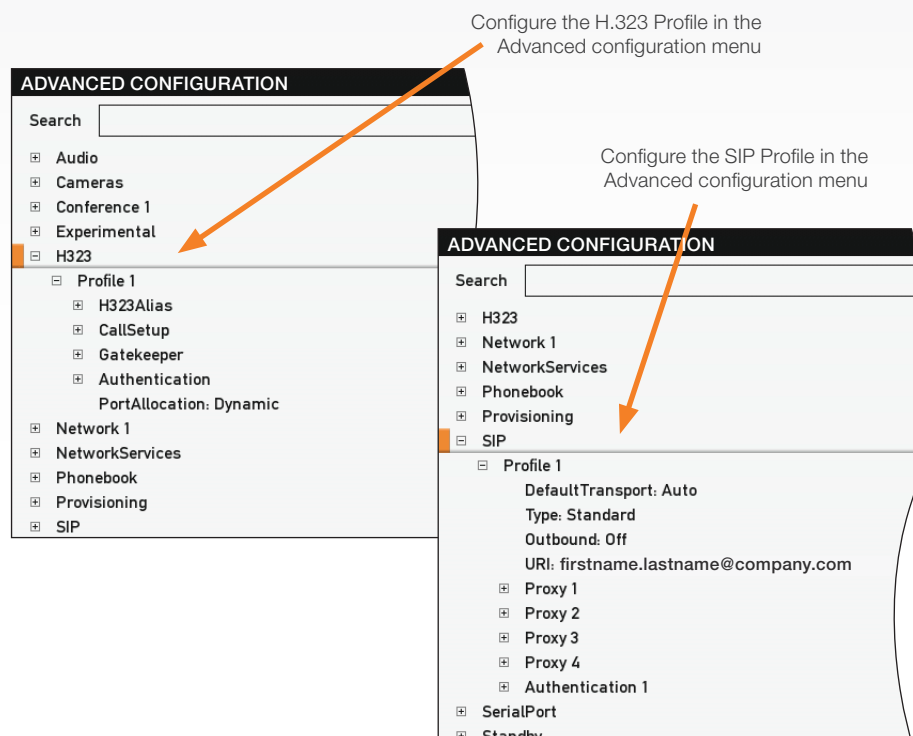 Configure the H.323 Profile in the
Advanced configuration menu
ADVANCED CONFIGURATION
Search
Audio
Cameras
Conference 1
Experimental
H323
Profile 1
H323Alias
CallSetup
Gatekeeper
Authentication
PortAllocation: Dynamic
Network 1
NetworkServices
Phonebook
Provisioning
SIP
Configure the SIP Profile in the
Advanced configuration menu
ADVANCED CONFIGURATION
Search
H323
Network 1
NetworkServices
Phonebook
Provisioning
SIP
Profile 1
DefaultTransport: Auto
Type: Standard
Outbound: Off
URI: firstname.lastname@company.com
Proxy 1
Proxy 2
Proxy 3
Proxy 4
Authentication 1
SerialPort
Standby